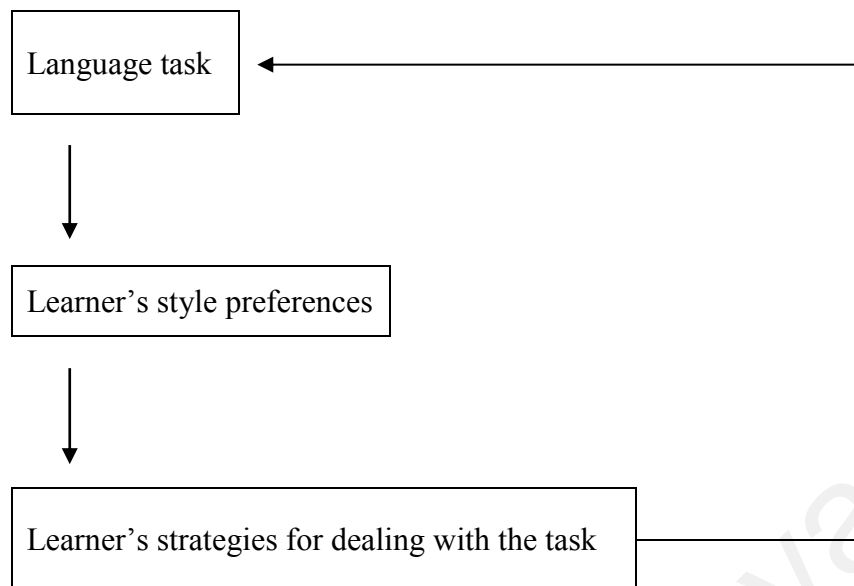 Language task
Learner’s style preferences
Learner’s strategies for dealing with the task